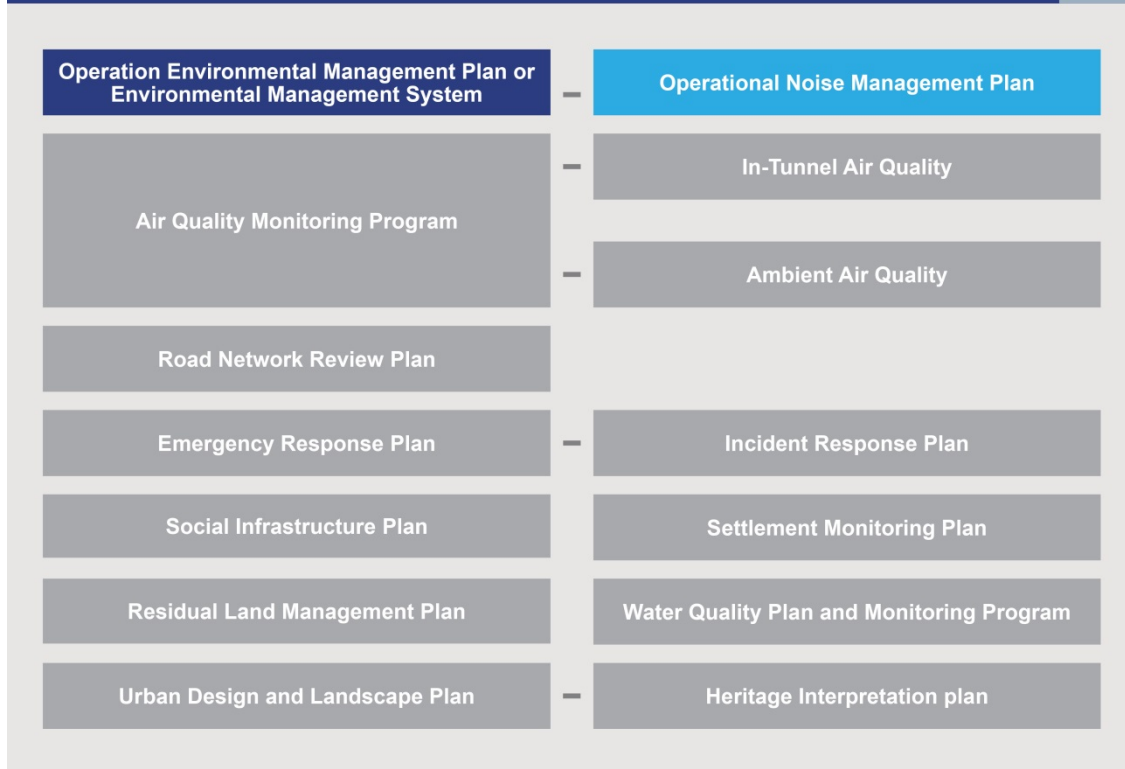 Operation Environmental Management Plan or
Environmental Management System
Operational Noise Management Plan
Air Quality Monitoring Program
In-Tunnel Air Quality
Ambient Air Quality
Road Network Review Plan
Emergency Response Plan
Incident Response Plan
Social Infrastructure Plan
Settlement Monitoring Plan
Residual Land Management Plan
Water Quality Plan and Monitoring Program
Urban Design and Landscape Plan
Heritage Interpretation plan